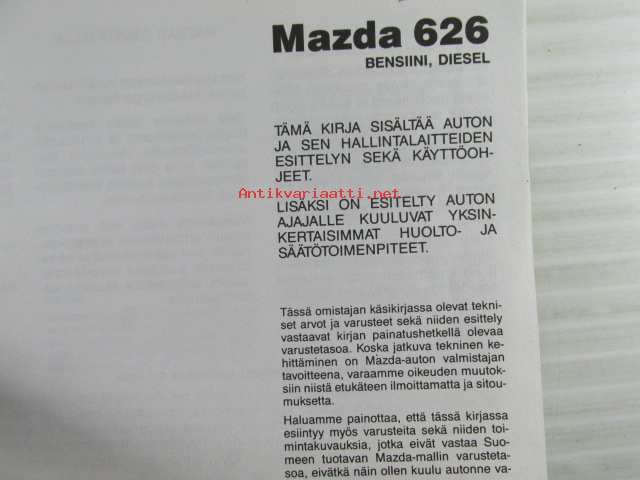 Mazda 626
BENSIINI, DIESEL
TÄMÄ KIRJA SISÄLTÄÄ AUTON
JA SEN HALLINTALAITTEIDEN
ESITTELYN SEKÄ KÄYTTÖOH-
JEET.
Antikvariaatti.net
LISÄKSI ON ESITELTY AUTON
AJAJALLE KUULUVAT YKSIN-
KERTAISIMMAT HUOLTO- JA
SÄÄTÖTOIMENPITEET.
Tässä omistajan käsikirjassa olevat tekni-
set arvot ja varusteet sekä niiden esittely
vastaavat kirjan painatushetkellä olevaa
varustetasoa. Koska jatkuva tekninen ke-
hittäminen on Mazda-auton valmistajan
tavoitteena, varaamme oikeuden muutok-
siin niistä etukäteen ilmoittamatta ja sitou-
muksetta.
Haluamme painottaa, että tässä kirjassa
esiintyy myös varusteita sekä niiden toi-
mintakuvauksia, jotka eivät vastaa Suo-
meen tuotavan Mazda-mallin varusteta-
soa, eivätkä näin ollen kuulu autonne va-